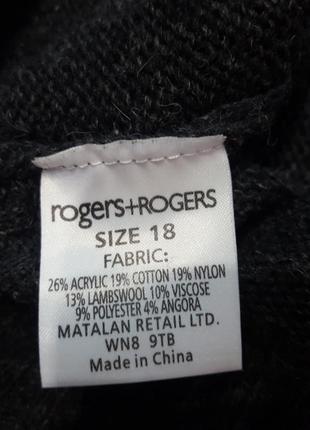 rogers+ROGERS
SIZE 18
FABRIC:
26% ACRYLIC 19% COTTON 19% NYLON
13% LAMBSWOOL 10% VISCOSE
9% POLYESTER 4% ANGORA
MATALAN RETAIL LTD.
WN8 9TB
Made in China